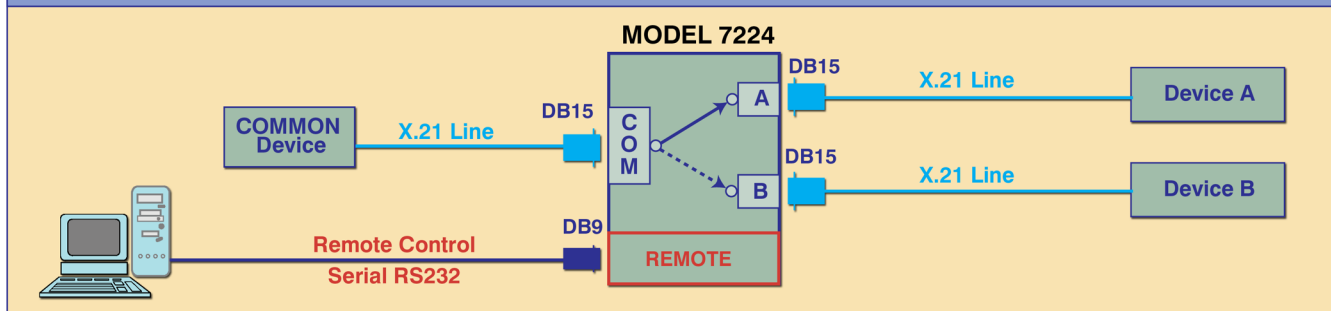 MODEL 7224
DB15
X.21 Line
Device A
A
COMMON
Device
X.21 Line
DB15
C
O
M
DB15
X.21 Line
Device B
B
DB9
Remote Control
Serial RS232
REMOTE